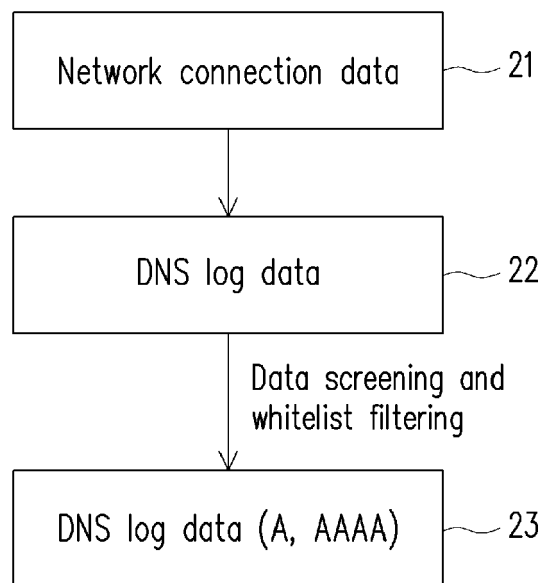 Network connection data
21
DNS log data
22
Data screening and
whitelist filtering
DNS log data (A, AAAA)
23